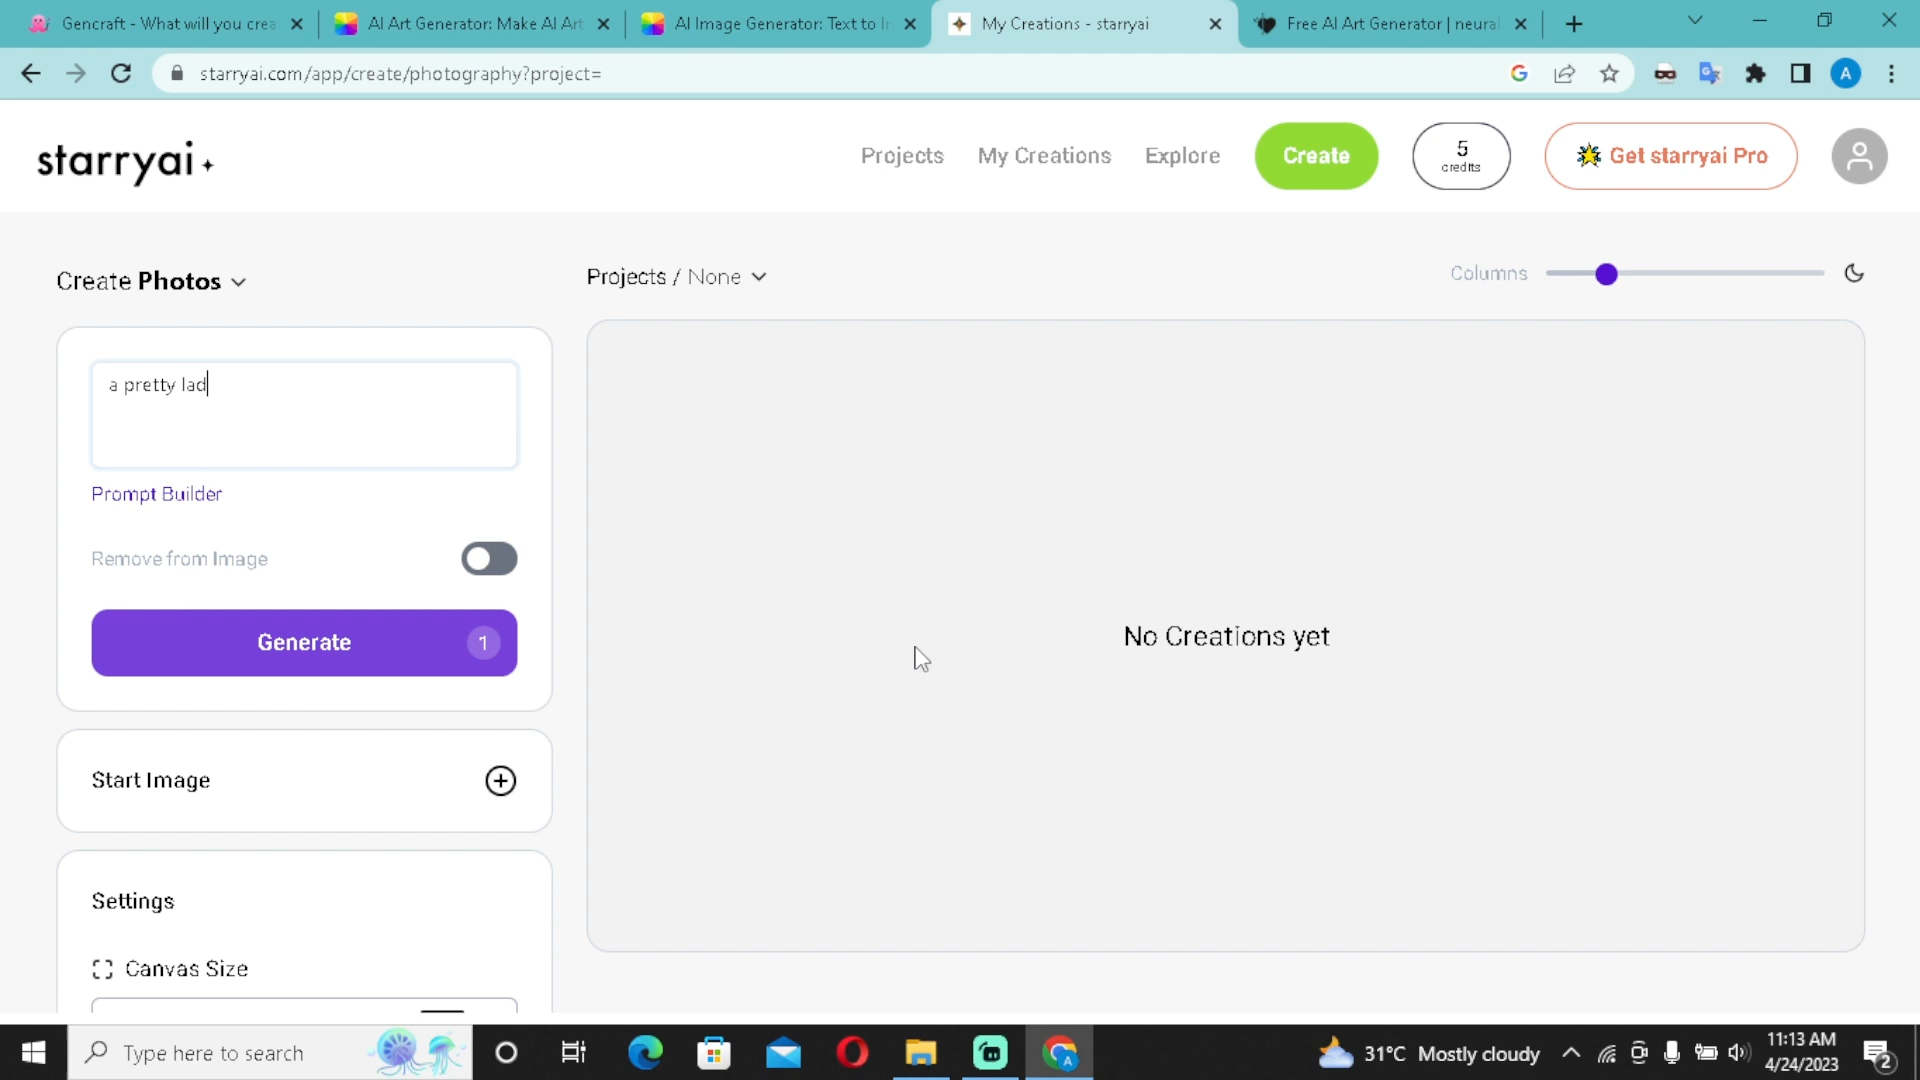 Gencraft - What will you crea
AI Art Generator: Make AI Art
AI Image Generator: Text to Ir
My Creations - starryai
Free AI Art Generator | neural
starryai.com/app/create/photography?project=
A
starryai
Projects
My Creations
Explore
Create
5
credits
Get starryai Pro
Create Photos
Projects / None
Columns
a pretty lad
Prompt Builder
Remove from Image
Generate
1
No Creations yet
Start Image
Settings
Canvas Size
Type here to search
31°C Mostly cloudy
11:13 AM
4/24/2023
2